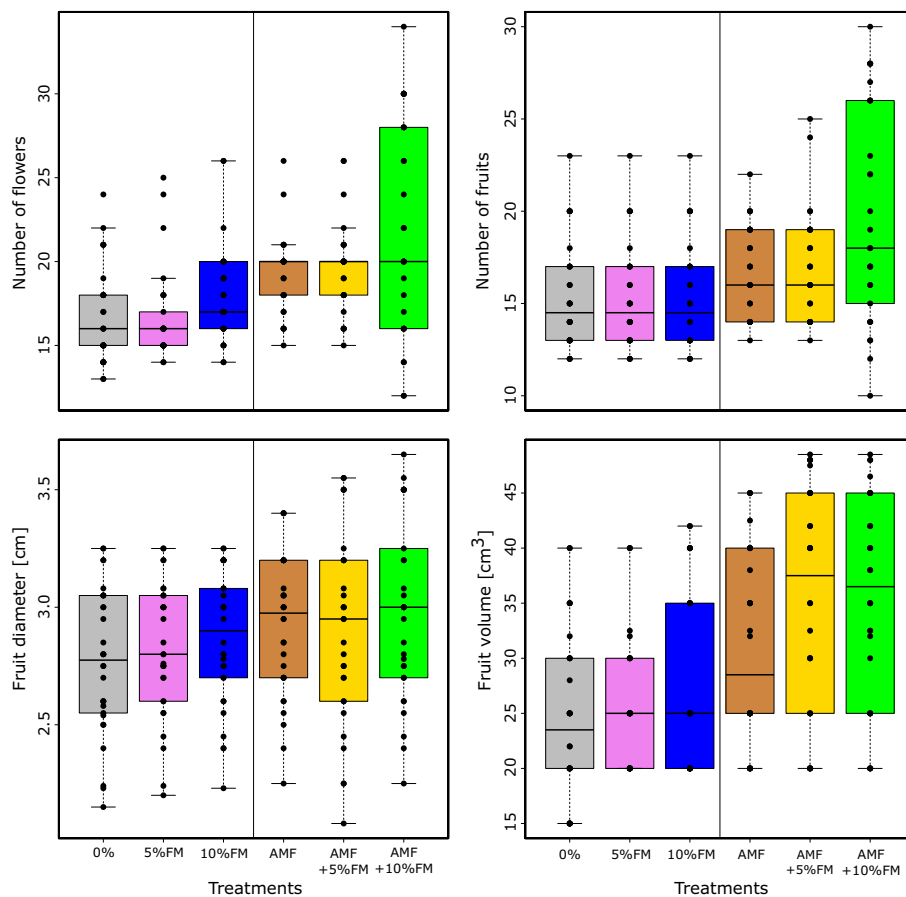 Number of flowers
15
20
25
30
Number of fruits
10
15
20
25
30
Fruit diameter [cm]
2.5
3.0
3.5
0%
5%FM
10%FM
AMF
AMF
+5%FM
AMF
+10%FM
Treatments
Fruit volume [cm³]
15
20
25
30
35
40
45
0%
5%FM
10%FM
AMF
AMF
+5%FM
AMF
+10%FM
Treatments